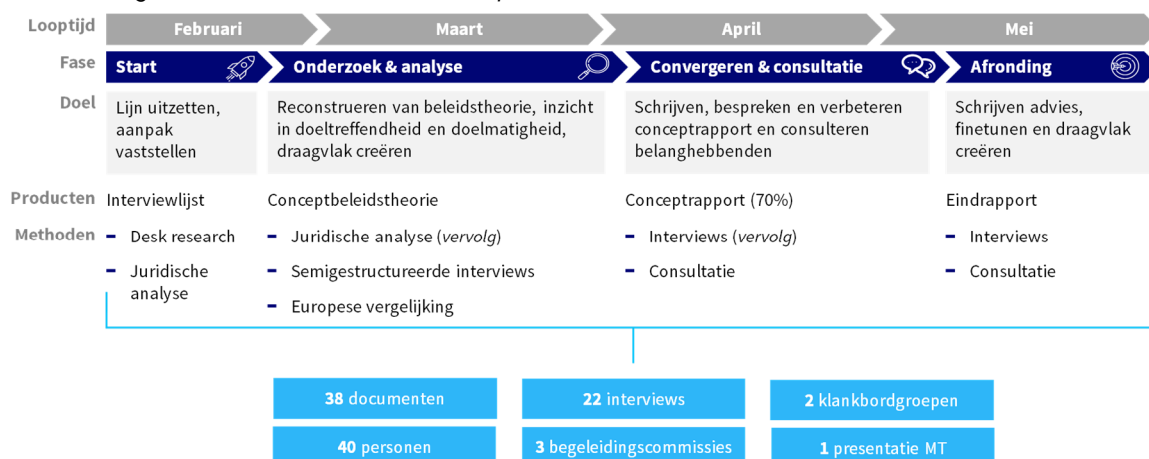 Looptijd Februari Maart April Mei
Fase Start Onderzoek & analyse Convergeren & consultatie Afronding
Doel
Lijn uitzetten,
aanpak
vaststellen
Reconstrueren van beleidstheorie, inzicht
in doeltreffendheid en doelmatigheid,
draagvlak creëren
Schrijven, bespreken en verbeteren
conceptrapport en consulteren
belanghebbenden
Schrijven advies,
finetunen en draagvlak
creëren
Producten Interviewlijst Conceptbeleidstheorie Conceptrapport (70%) Eindrapport
Methoden
– Desk research
– Juridische
analyse
– Juridische analyse (vervolg)
– Semigestructureerde interviews
– Europese vergelijking
– Interviews (vervolg)
– Consultatie
– Interviews
– Consultatie
38 documenten 22 interviews 2 klankbordgroepen
40 personen 3 begeleidingscommissies 1 presentatie MT